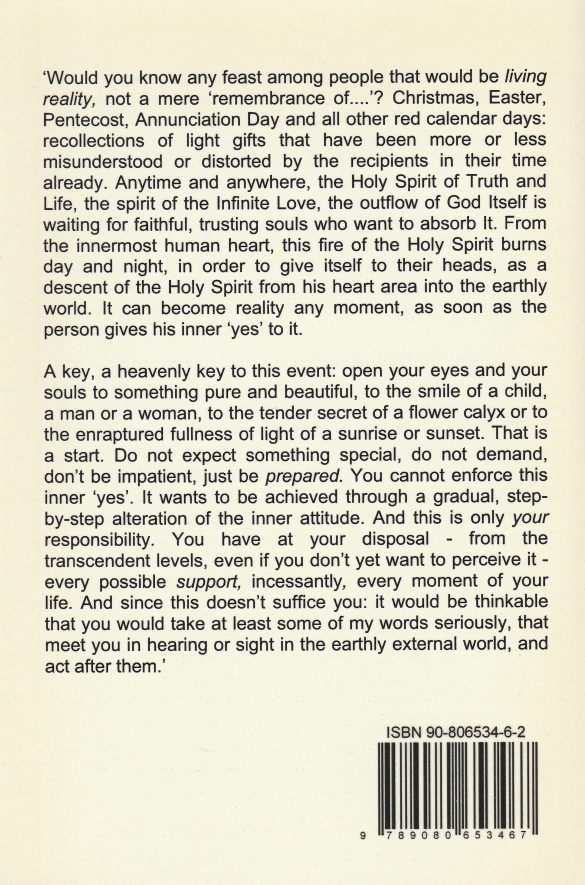 ‘Would you know any feast among people that would be living
reality, not a mere ‘remembrance of....’? Christmas, Easter,
Pentecost, Annunciation Day and all other red calendar days:
recollections of light gifts that have been more or less
misunderstood or distorted by the recipients in their time
already. Anytime and anywhere, the Holy Spirit of Truth and
Life, the spirit of the Infinite Love, the outflow of God Itself is
waiting for faithful, trusting souls who want to absorb It. From
the innermost human heart, this fire of the Holy Spirit burns
day and night, in order to give itself to their heads, as a
descent of the Holy Spirit from his heart area into the earthly
world. It can become reality any moment, as soon as the
person gives his inner ‘yes’ to it.
A key, a heavenly key to this event: open your eyes and your
souls to something pure and beautiful, to the smile of a child,
a man or a woman, to the tender secret of a flower calyx or to
the enraptured fullness of light of a sunrise or sunset. That is
a start. Do not expect something special, do not demand,
don’t be impatient, just be prepared. You cannot enforce this
inner ‘yes’. It wants to be achieved through a gradual, step-
by-step alteration of the inner attitude. And this is only your
responsibility. You have at your disposal - from the
transcendent levels, even if you don’t yet want to perceive it -
every possible support, incessantly, every moment of your
life. And since this doesn’t suffice you: it would be thinkable
that you would take at least some of my words seriously, that
meet you in hearing or sight in the earthly external world, and
act after them.’
ISBN 90-806534-6-2
9 789080 653467